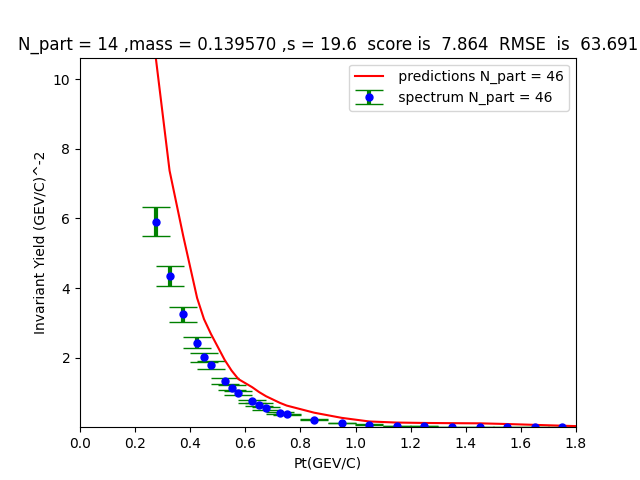 N_part = 14 ,mass = 0.139570 ,s = 19.6  score is  7.864  RMSE  is  63.691
predictions N_part = 46
spectrum N_part = 46
Invariant Yield (GEV/C)^-2
10
8
6
4
2
0.0 0.2 0.4 0.6 0.8 1.0 1.2 1.4 1.6 1.8
Pt(GEV/C)